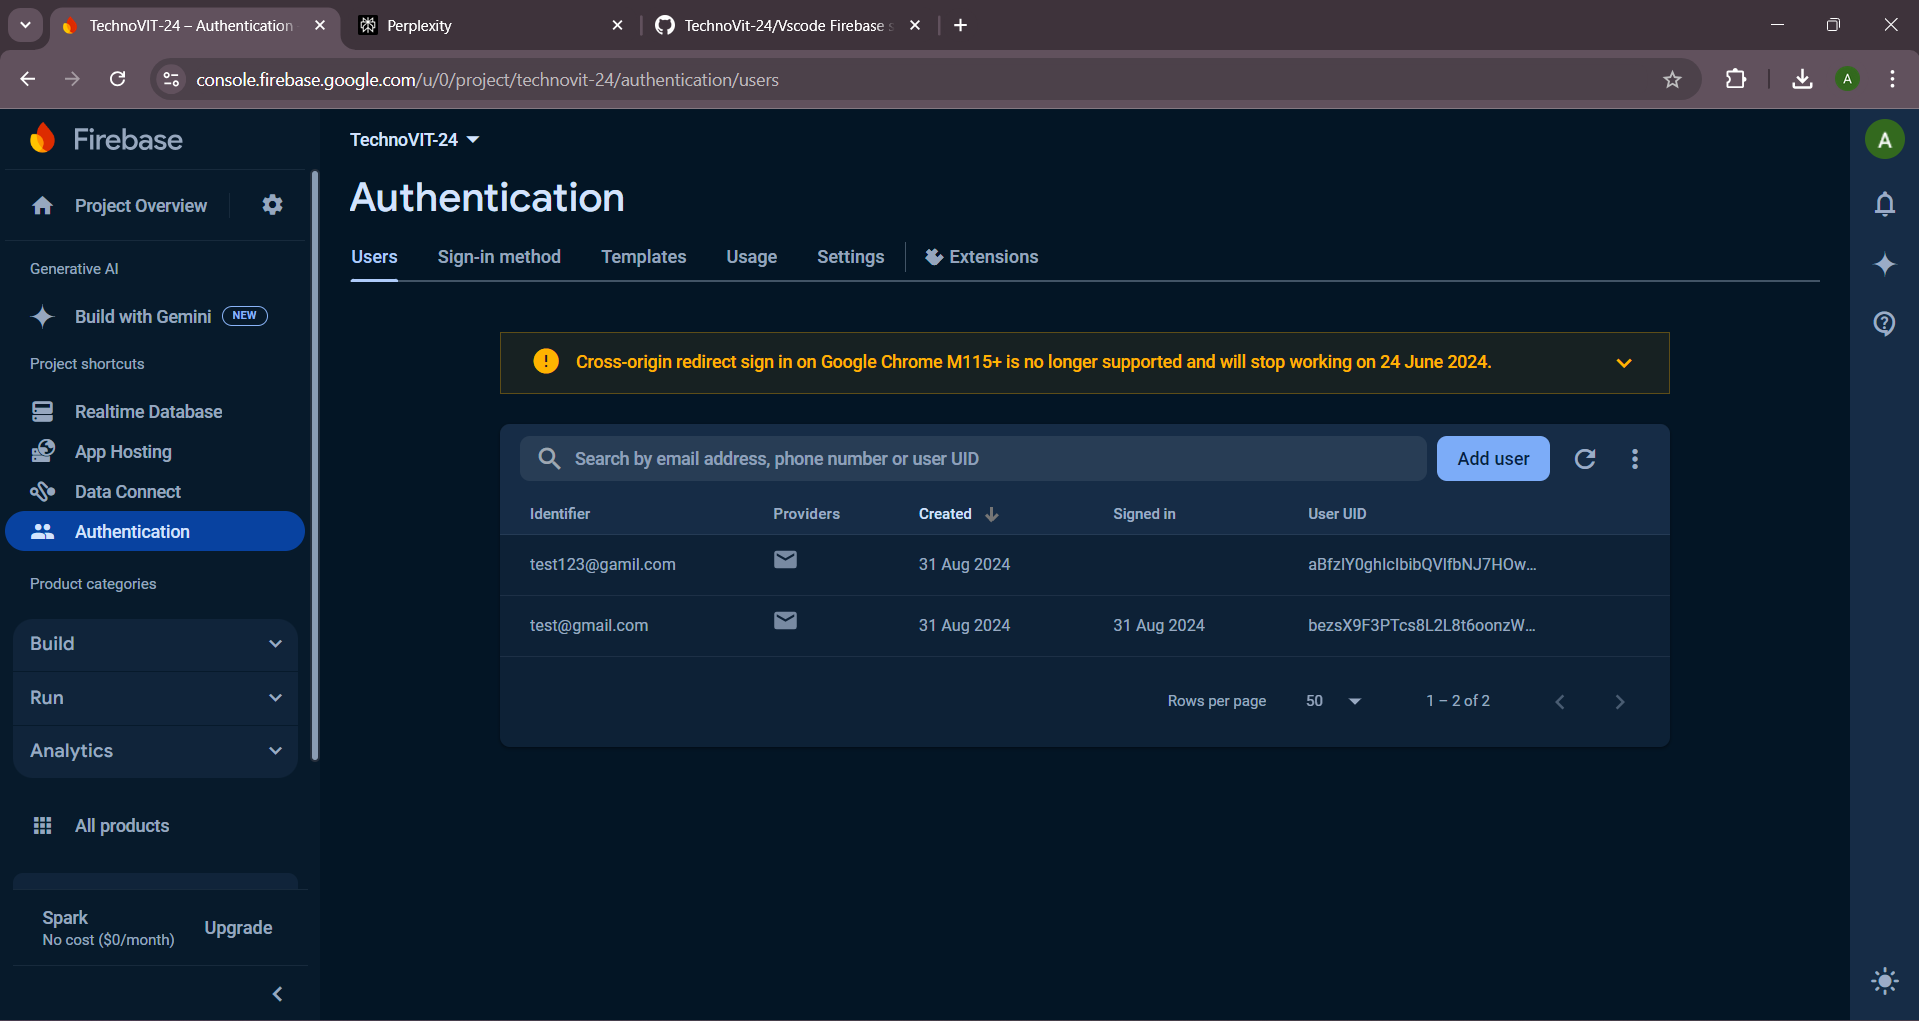 TechnoVIT-24 – Authentication
Perplexity
TechnoVit-24/Vscode Firebase s
console.firebase.google.com/u/0/project/technovit-24/authentication/users
A
Firebase
Project Overview
Generative AI
Build with Gemini NEW
Project shortcuts
Realtime Database
App Hosting
Data Connect
Authentication
Product categories
Build
Run
Analytics
All products
Spark
No cost ($0/month)
Upgrade
TechnoVIT-24
A
Authentication
Users Sign-in method Templates Usage Settings Extensions
Cross-origin redirect sign in on Google Chrome M115+ is no longer supported and will stop working on 24 June 2024.
Search by email address, phone number or user UID
Add user
Identifier Providers Created Signed in User UID
test123@gamil.com 31 Aug 2024
test@gmail.com 31 Aug 2024 31 Aug 2024 bezsX9F3PTcs8L2L8t6oonzW...
Rows per page 50 1 – 2 of 2